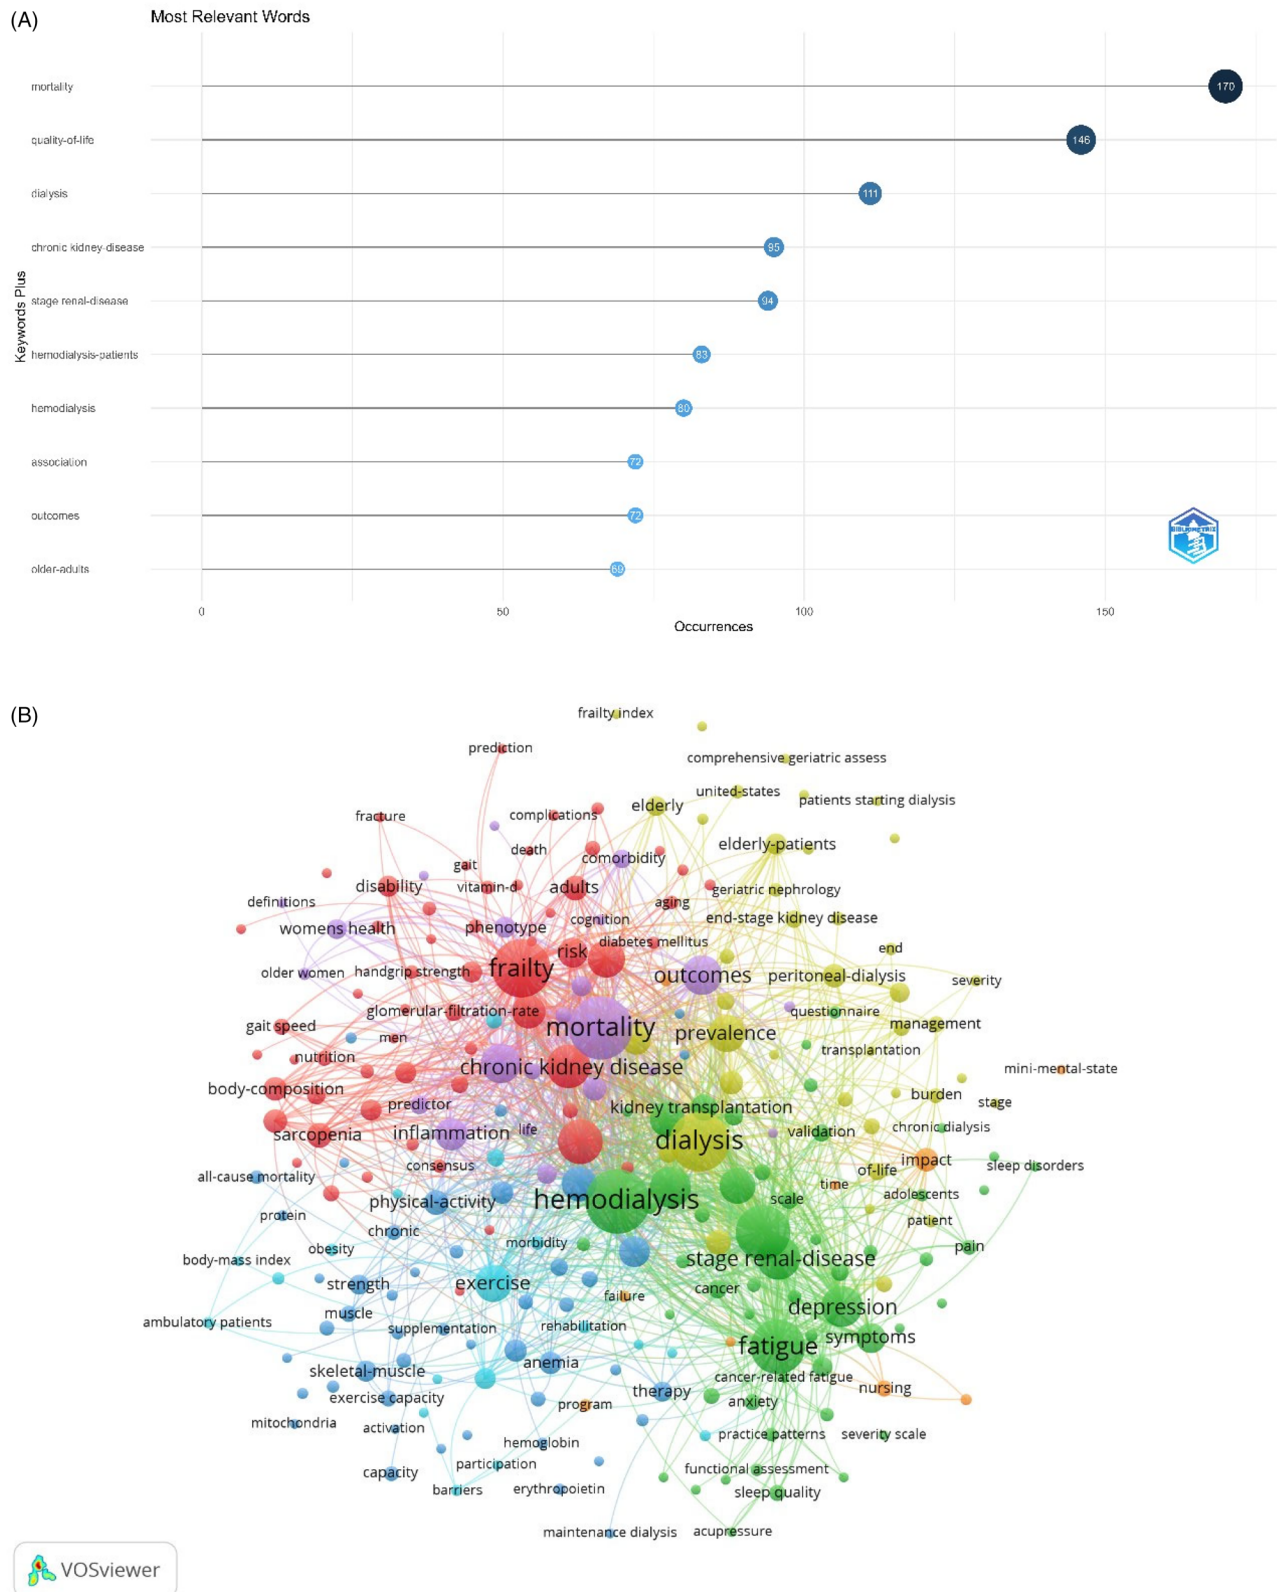 (A)
Most Relevant Words
mortality
170
quality-of-life
146
dialysis
111
chronic kidney-disease
95
stage renal-disease
94
Keywords Plus
hemodialysis-patients
83
hemodialysis
80
association
72
outcomes
72
BIBLIOMETRIX
older-adults
69
0 50 100 150
Occurrences
(B)
frailty index
prediction
comprehensive geriatric assess
united-states
patients starting dialysis
elderly
fracture
complications
elderly-patients
death
comorbidity
gait
disability
vitamin-d
adults
geriatric nephrology
definitions
aging
womens health
phenotype
cognition
end-stage kidney disease
risk
diabetes mellitus
end
older women
handgrip strength
frailty
outcomes
peritoneal-dialysis
severity
glomerular-filtration-rate
questionnaire
gait speed
men
mortality
prevalence
management
nutrition
transplantation
chronic kidney disease
mini-mental-state
body-composition
predictor
kidney transplantation
burden
stage
sarcopenia
inflammation
life
dialysis
validation
chronic dialysis
consensus
of-life
impact
sleep disorders
all-cause mortality
time
physical-activity
hemodialysis
scale
adolescents
protein
chronic
patient
body-mass index
obesity
morbidity
stage renal-disease
pain
strength
exercise
failure
cancer
muscle
depression
ambulatory patients
supplementation
rehabilitation
fatigue
symptoms
skeletal-muscle
anemia
cancer-related fatigue
exercise capacity
therapy
nursing
program
anxiety
mitochondria
activation
practice patterns
severity scale
hemoglobin
capacity
participation
functional assessment
barriers
erythropoietin
sleep quality
maintenance dialysis
acupressure
VOSviewer